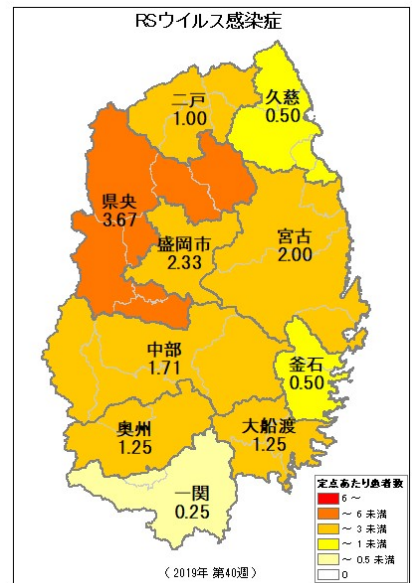 RSウイルス感染症
二戸
1.00
久慈
0.50
県央
3.67
盛岡市
2.33
宮古
2.00
中部
1.71
釜石
0.50
奥州
1.25
大船渡
1.25
一関
0.25
定点あたり患者数
6 ~
~ 6 未満
~ 3 未満
~ 1 未満
~ 0.5 未満
0
( 2019年 第40週 )